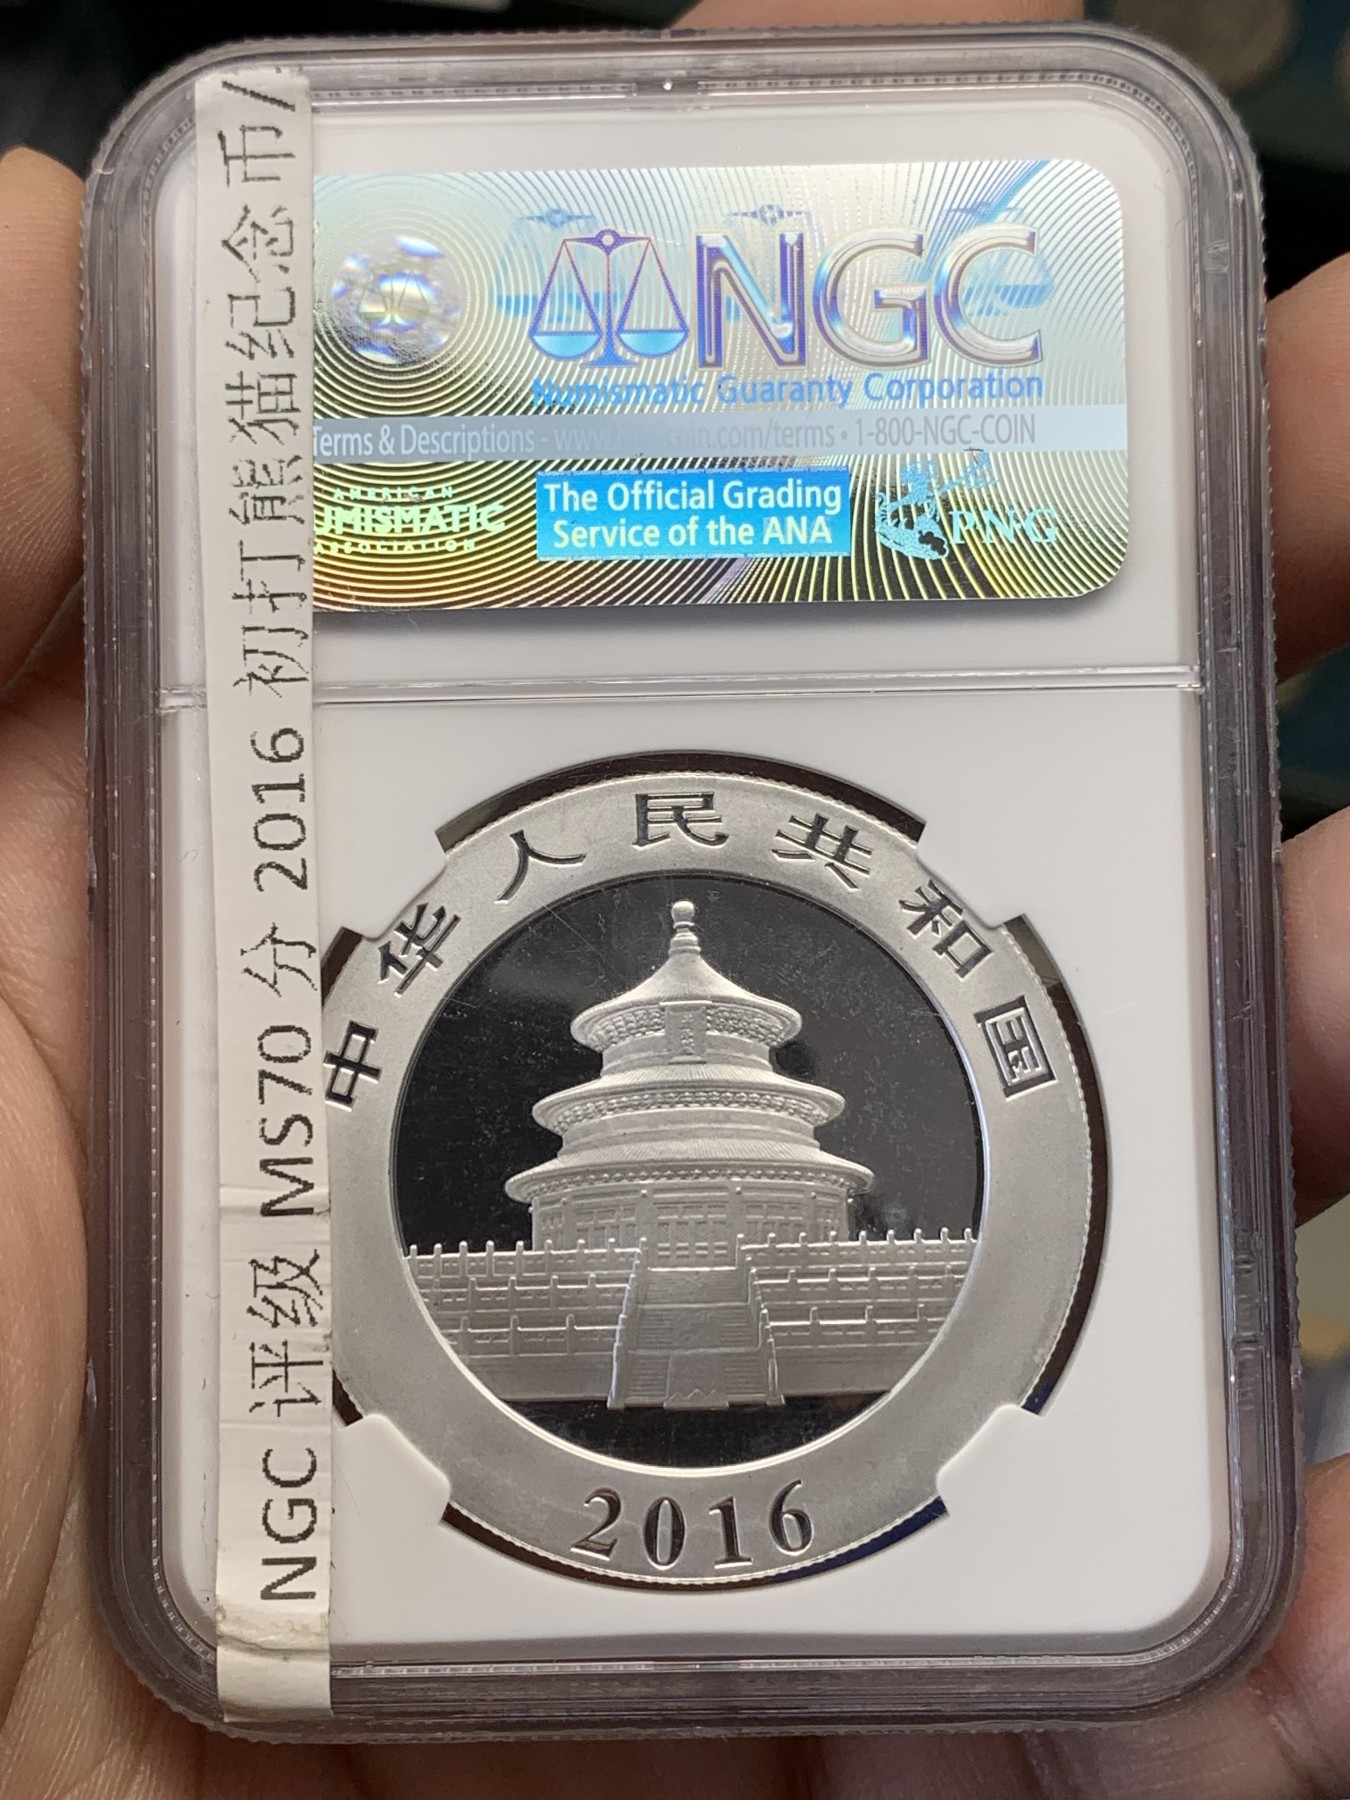 NGC 评级 MS70 分 2016 初打熊猫纪念币/
NGC
Numismatic Guaranty Corporation
Terms & Descriptions - www.ngccoin.com/terms • 1-800-NGC-COIN
AMERICAN
UMISMATIC
ASSOCIATION
The Official Grading
Service of the ANA
PNG
中华人民共和国
2016